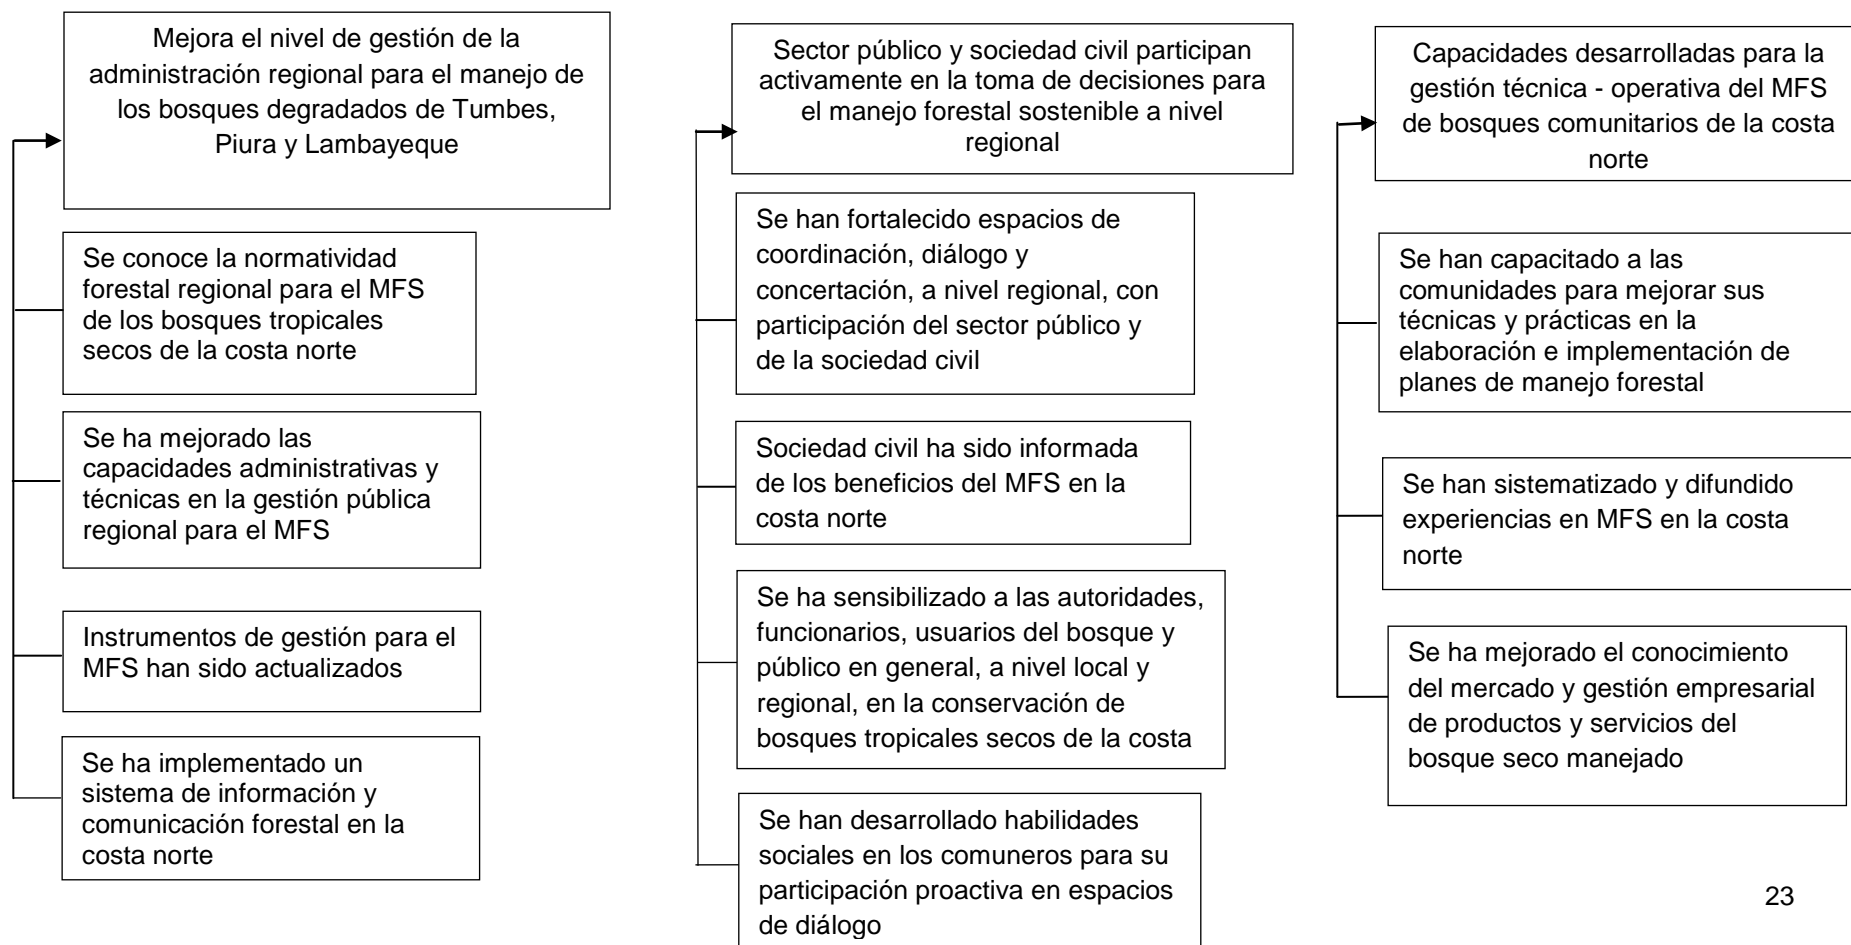 Mejora el nivel de gestión de la
administración regional para el manejo de
los bosques degradados de Tumbes,
Piura y Lambayeque
Se conoce la normatividad
forestal regional para el MFS
de los bosques tropicales
secos de la costa norte
Se ha mejorado las
capacidades administrativas y
técnicas en la gestión pública
regional para el MFS
Instrumentos de gestión para el
MFS han sido actualizados
Se ha implementado un
sistema de información y
comunicación forestal en la
costa norte
Sector público y sociedad civil participan
activamente en la toma de decisiones para
el manejo forestal sostenible a nivel
regional
Se han fortalecido espacios de
coordinación, diálogo y
concertación, a nivel regional, con
participación del sector público y
de la sociedad civil
Sociedad civil ha sido informada
de los beneficios del MFS en la
costa norte
Se ha sensibilizado a las autoridades,
funcionarios, usuarios del bosque y
público en general, a nivel local y
regional, en la conservación de
bosques tropicales secos de la costa
Se han desarrollado habilidades
sociales en los comuneros para su
participación proactiva en espacios
de diálogo
Capacidades desarrolladas para la
gestión técnica - operativa del MFS
de bosques comunitarios de la costa
norte
Se han capacitado a las
comunidades para mejorar sus
técnicas y prácticas en la
elaboración e implementación de
planes de manejo forestal
Se han sistematizado y difundido
experiencias en MFS en la costa
norte
Se ha mejorado el conocimiento
del mercado y gestión empresarial
de productos y servicios del
bosque seco manejado
23